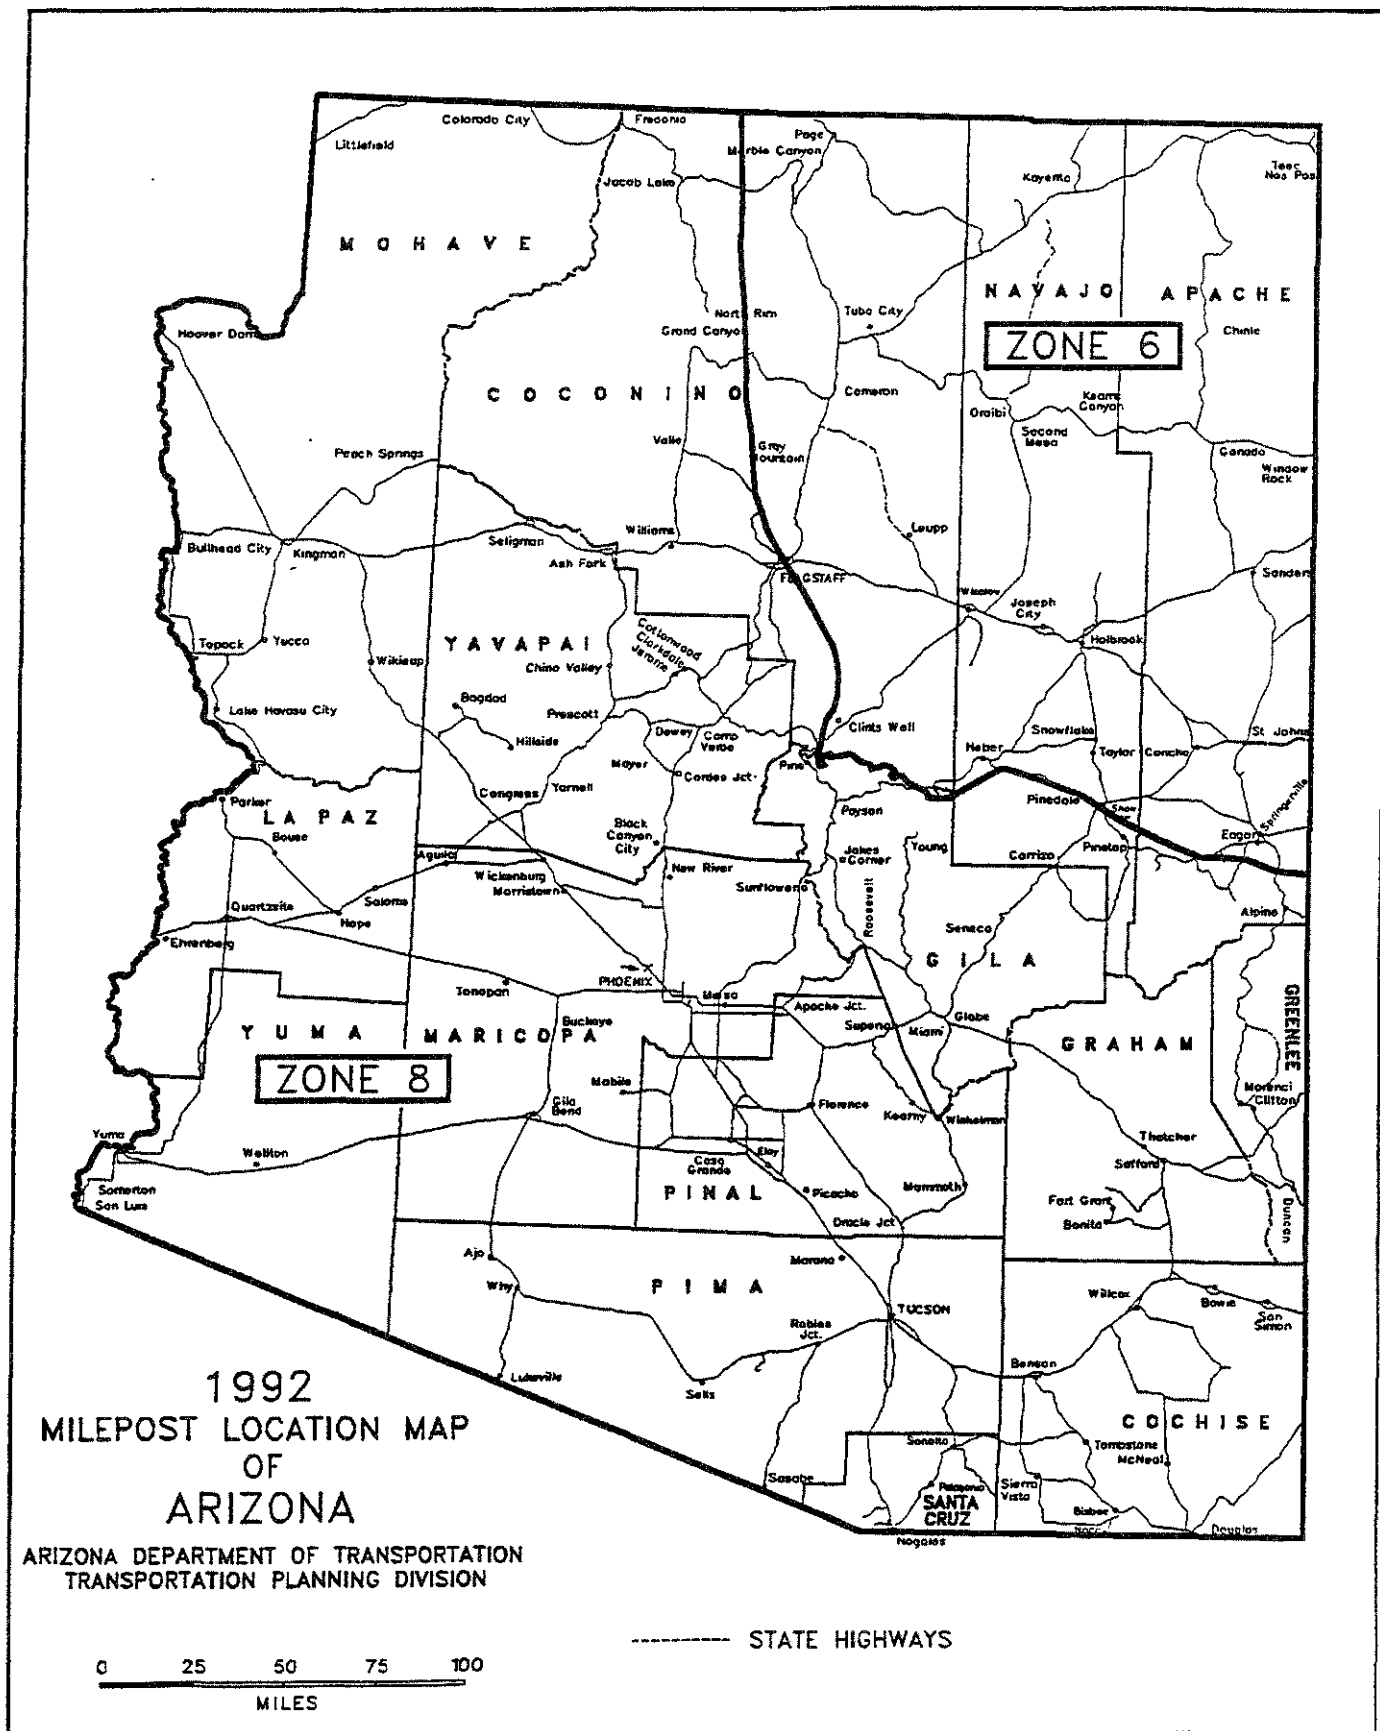 Colorado City
Fredonia
Page
Marble Canyon
Littlefield
Teec
Nos Pos
Jacob Lake
Kayenta
MOHAVE
NAVAJO
APACHE
North Rim
Tuba City
Grand Canyon
Hoover Dam
Chinle
ZONE 6
COCONINO
Cameron
Keams
Canyon
Oraibi
Second
Mesa
Valle
Gray
Mountain
Peach Springs
Ganado
Window
Rock
Williams
Leupp
Seligman
Bullhead City
Kingman
Ash Fork
FLAGSTAFF
Sanders
Winslow
Joseph
City
Holbrook
Cottonwood
Clarkdale
Jerome
Topock
Yucca
YAVAPAI
Wikieup
Chino Valley
Bagdad
Lake Havasu City
Prescott
Clints Well
Dewey
Camp
Verde
Snowflake
St Johns
Hillside
Heber
Taylor
Concho
Mayer
Cordes Jct.
Pine
Yarnell
Congress
Parker
LA PAZ
Payson
Pinedale
Show
Springerville
Bouse
Black
Canyon
City
Young
Eagar
Jakes
Corner
Pinetop
Aguila
Carrizo
Wickenburg
New River
Morristown
Sunflower
Salome
Roosevelt
Quartzsite
Hope
Alpine
Seneca
Ehrenberg
GILA
PHOENIX
Tonopah
Mesa
Apache Jct.
GREENLEE
Buckeye
Superior
Miami
Globe
YUMA
MARICOPA
GRAHAM
ZONE 8
Mobile
Morenci
Clifton
Gila
Bend
Florence
Kearny
Winkelman
Yuma
Thatcher
Wellton
Eloy
Safford
Casa
Grande
Somerton
San Luis
PINAL
Picacho
Mammoth
Fort Grant
Bonita
Duncan
Oracle Jct
Ajo
Marana
Why
PIMA
Willcox
Bowie
San
Simon
TUCSON
Robles
Jct.
Benson
Lukeville
Sells
COCHISE
Sonoita
Tombstone
McNeal
Sasabe
Patagonia
Sierra
Vista
SANTA
CRUZ
Bisbee
Naco
Douglas
Nogales
1992
MILEPOST LOCATION MAP
OF
ARIZONA
ARIZONA DEPARTMENT OF TRANSPORTATION
TRANSPORTATION PLANNING DIVISION
STATE HIGHWAYS
0 25 50 75 100
MILES